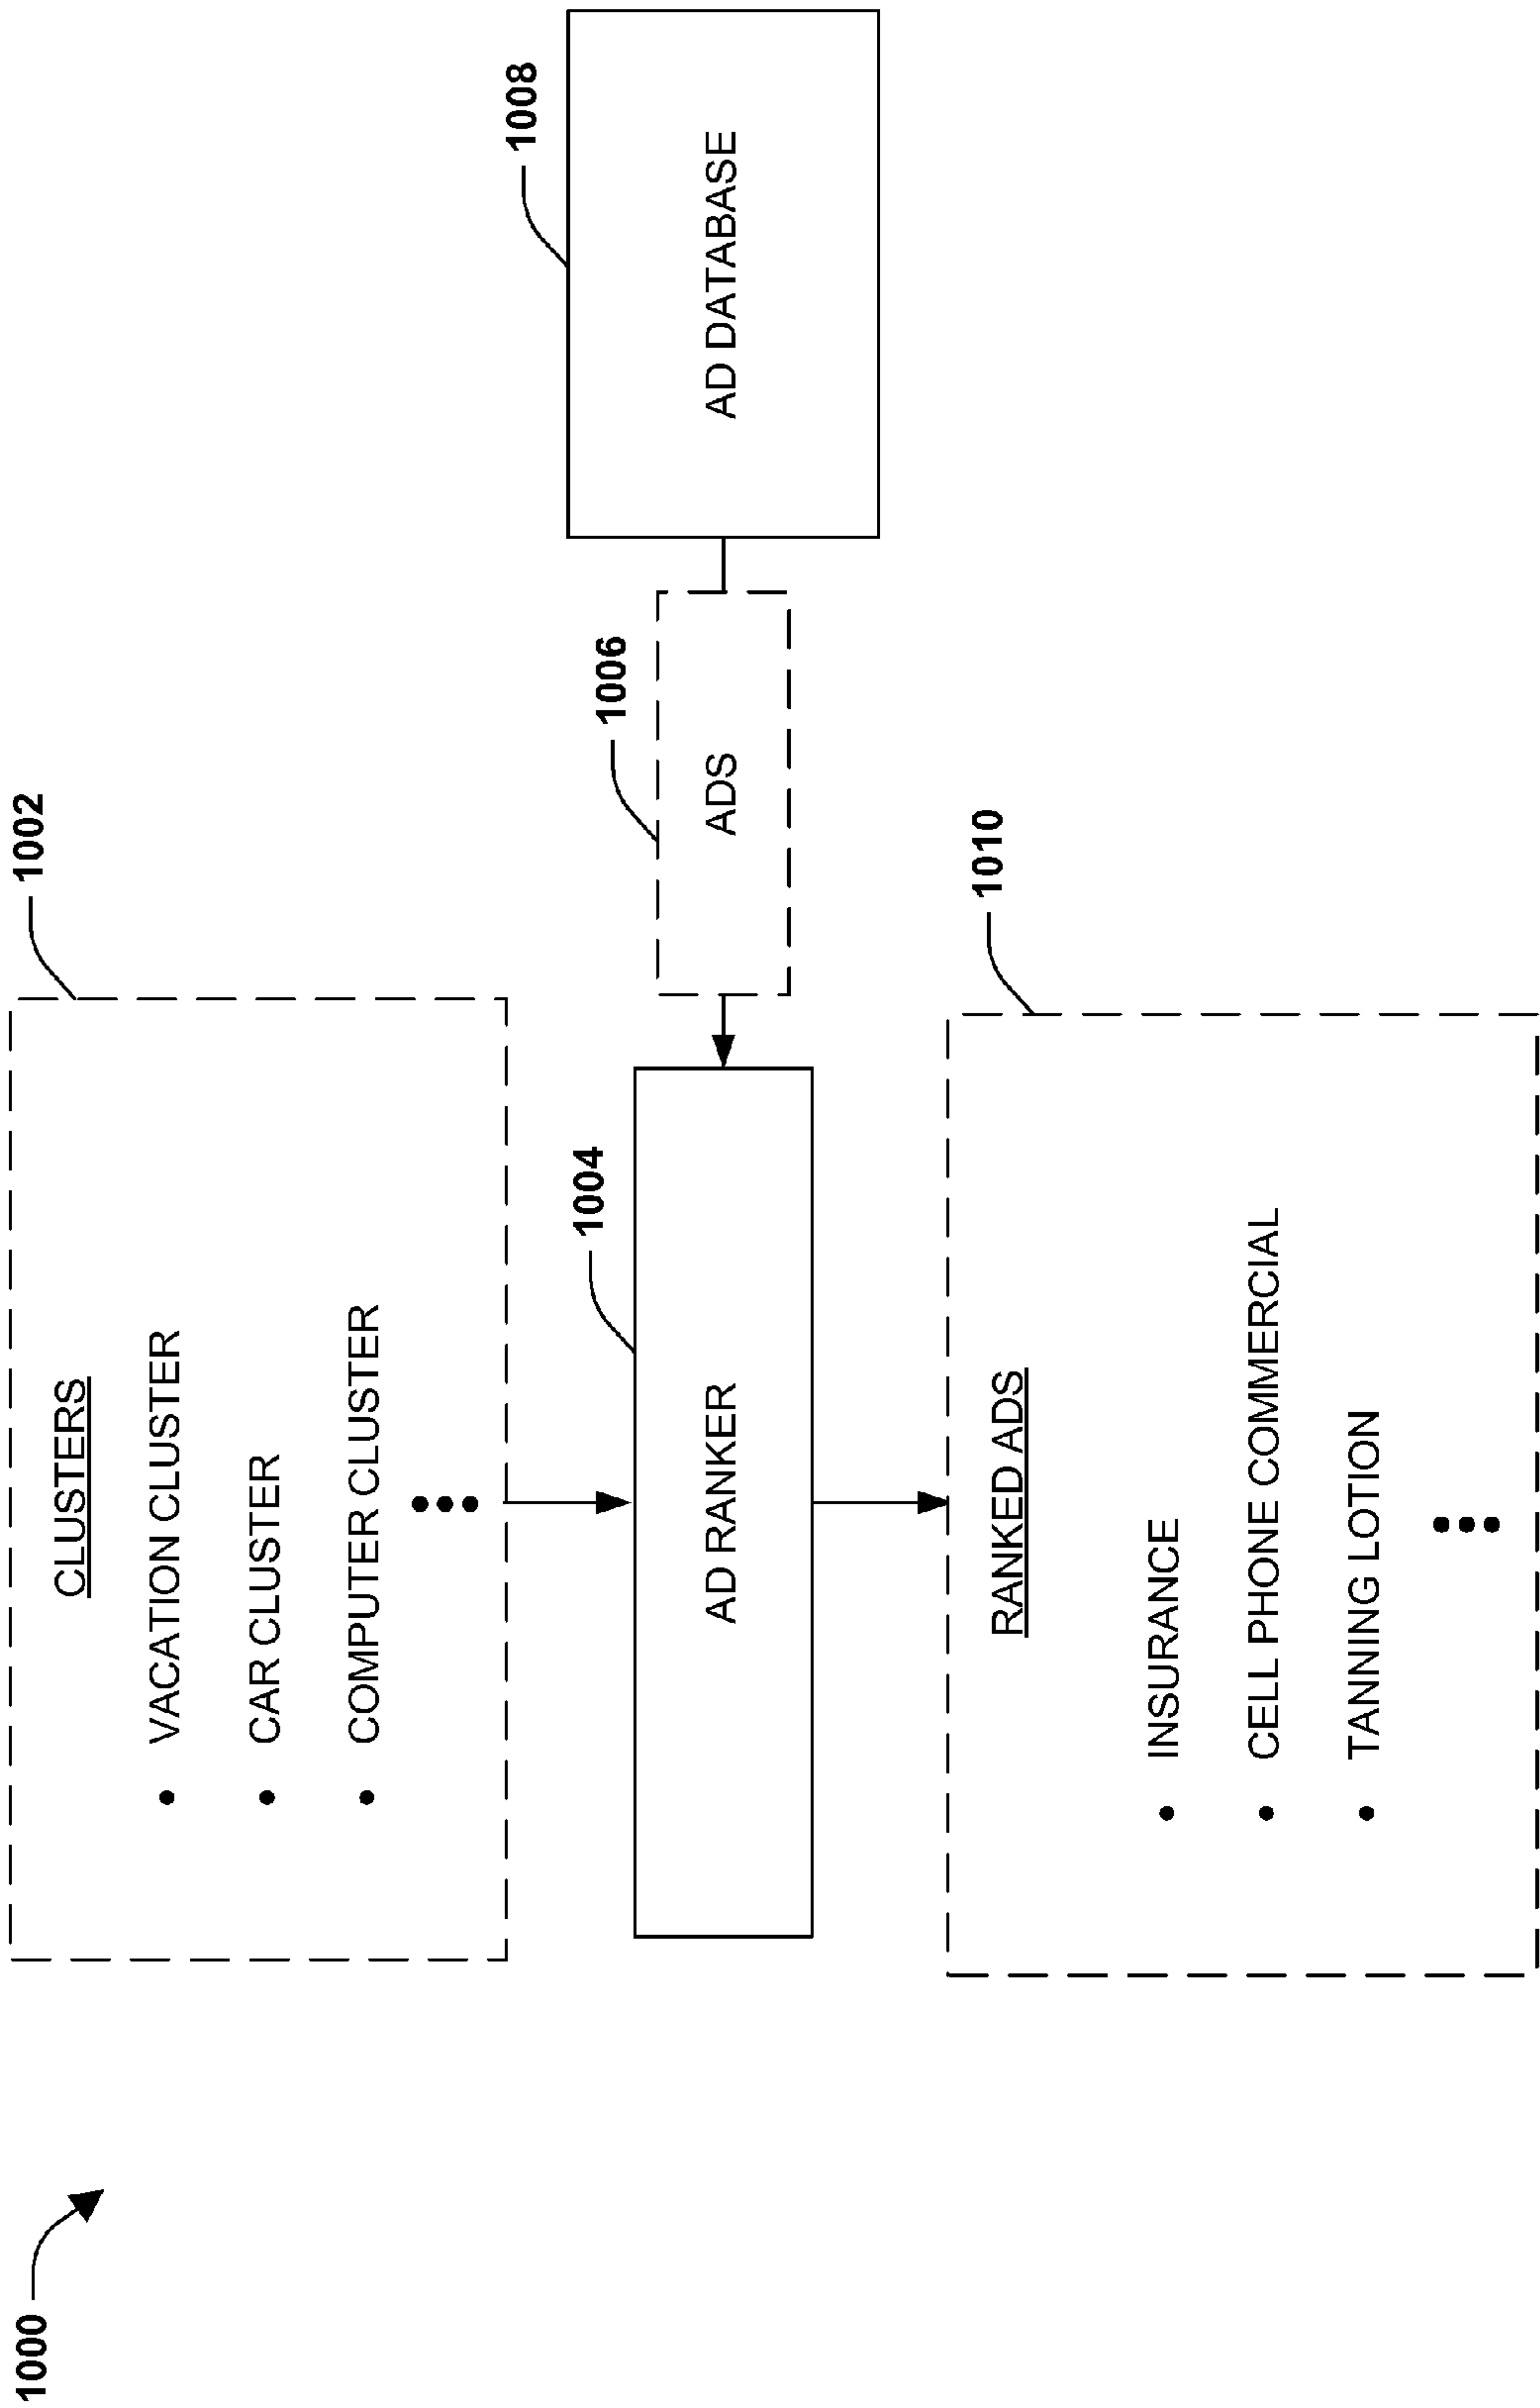 1000
1002
CLUSTERS
• VACATION CLUSTER
• CAR CLUSTER
• COMPUTER CLUSTER
1004
AD RANKER
1006
ADS
1008
AD DATABASE
1010
RANKED ADS
• INSURANCE
• CELL PHONE COMMERCIAL
• TANNING LOTION